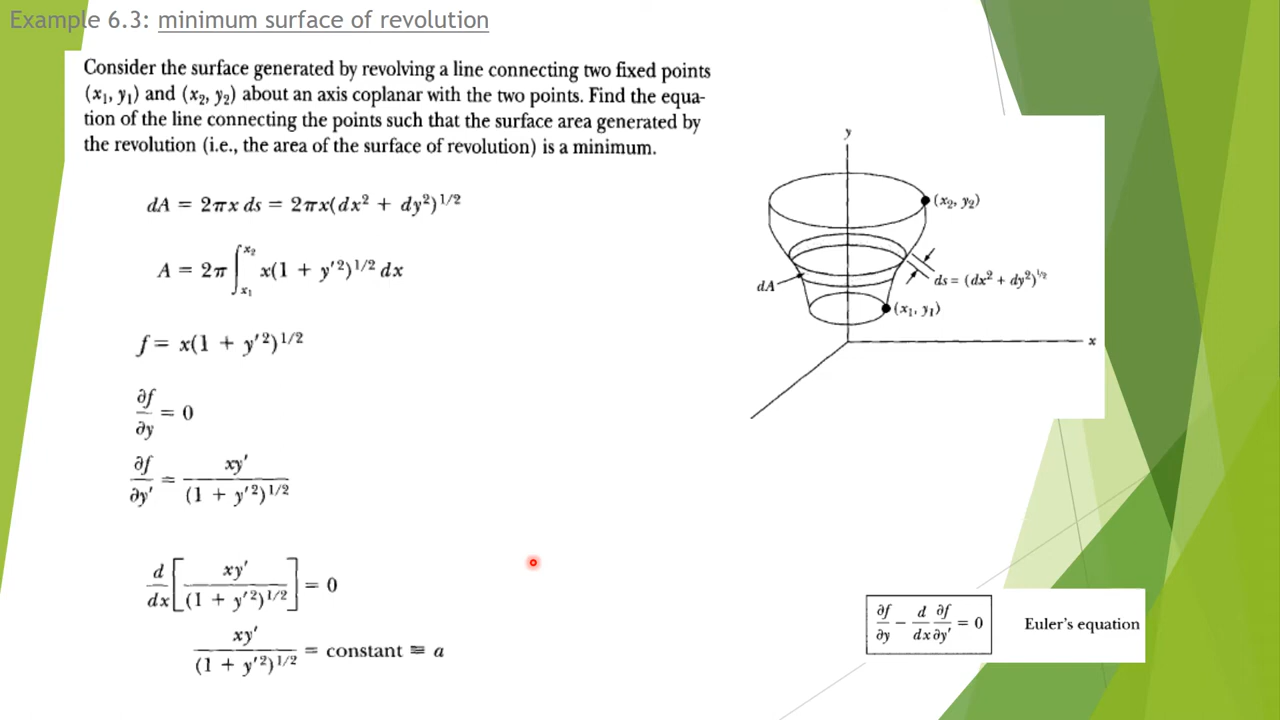 Example 6.3: minimum surface of revolution
Consider the surface generated by revolving a line connecting two fixed points
(x₁, y₁) and (x₂, y₂) about an axis coplanar with the two points. Find the equa-
tion of the line connecting the points such that the surface area generated by
the revolution (i.e., the area of the surface of revolution) is a minimum.
dA = 2πx ds = 2πx(dx² + dy²)^1/2
A = 2π ∫_x₁^x₂ x(1 + y′²)^1/2 dx
f = x(1 + y′²)^1/2
∂f/∂y = 0
∂f/∂y′ = xy′/(1 + y′²)^1/2
d/dx[xy′/(1 + y′²)^1/2] = 0
xy′/(1 + y′²)^1/2 = constant ≡ a
y
(x₂, y₂)
dA
ds = (dx² + dy²)^1/2
(x₁, y₁)
x
∂f/∂y − d/dx ∂f/∂y′ = 0 Euler's equation